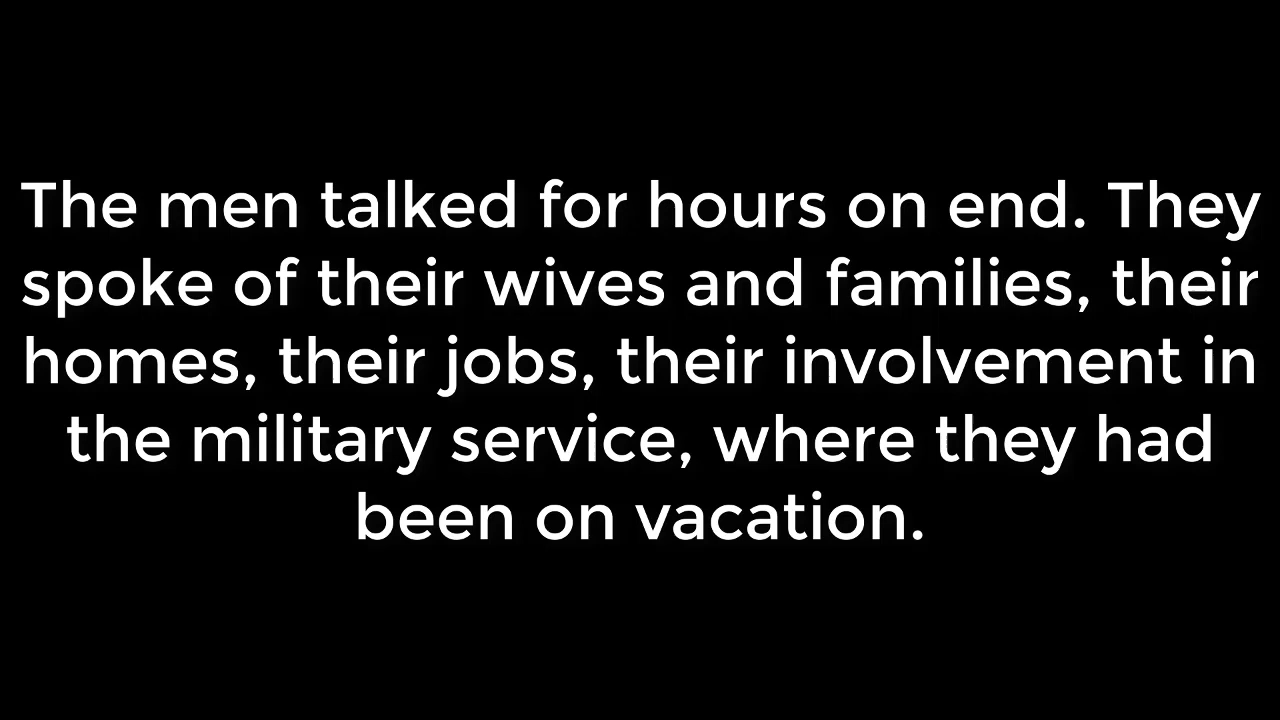 The men talked for hours on end. They
spoke of their wives and families, their
homes, their jobs, their involvement in
the military service, where they had
been on vacation.